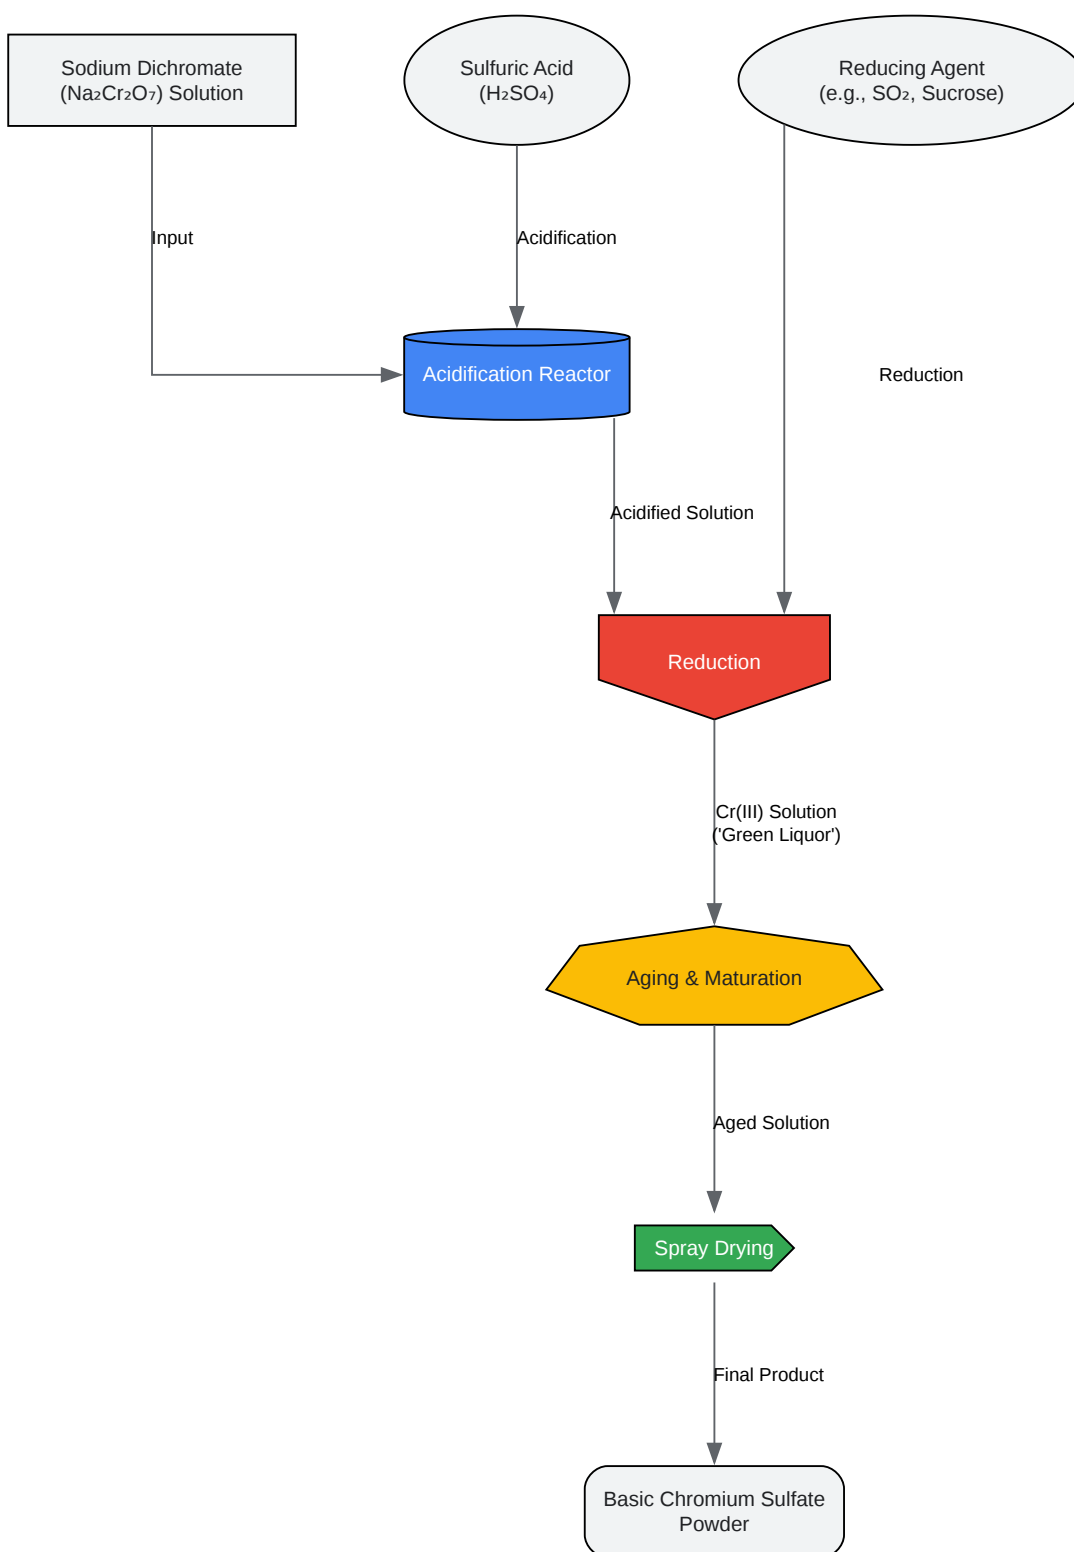 Sodium Dichromate
(Na₂Cr₂O₇) Solution
Sulfuric Acid
(H₂SO₄)
Reducing Agent
(e.g., SO₂, Sucrose)
Input
Acidification
Acidification Reactor
Reduction
Acidified Solution
Reduction
Cr(III) Solution
('Green Liquor')
Aging & Maturation
Aged Solution
Spray Drying
Final Product
Basic Chromium Sulfate
Powder